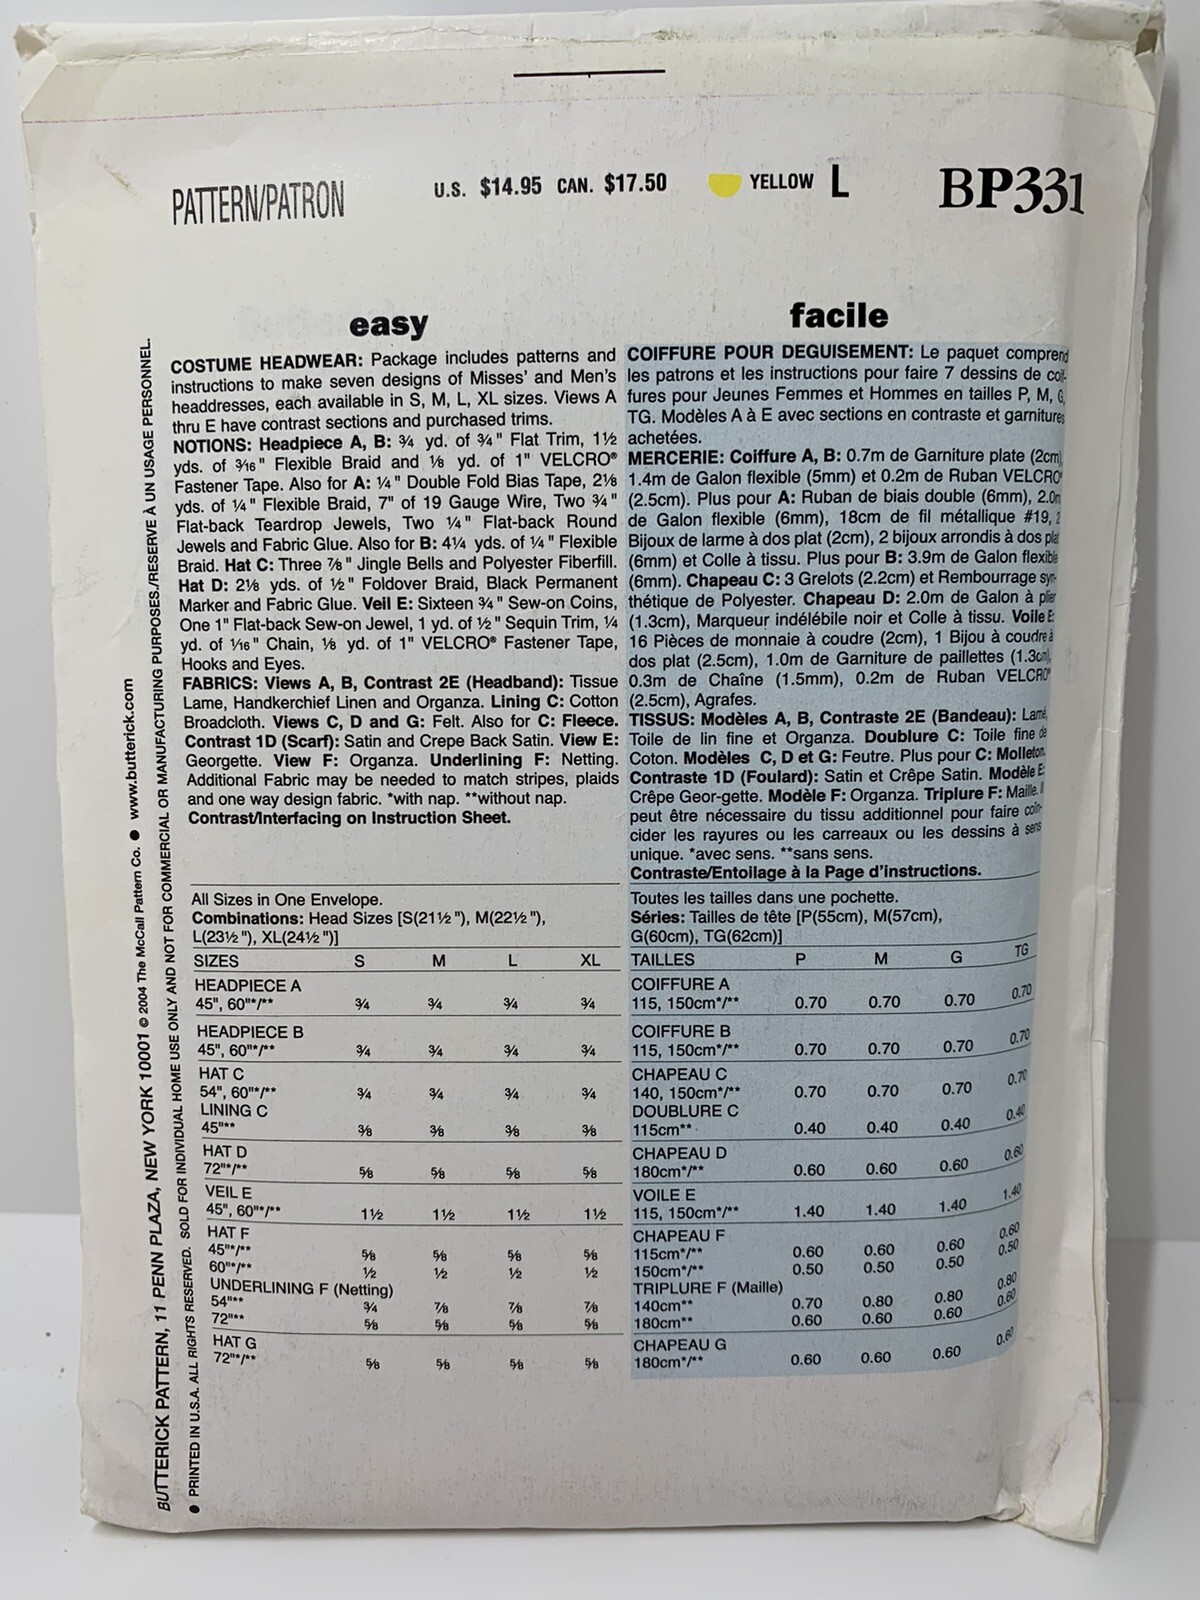 PATTERN/PATRON
U.S. $14.95 CAN. $17.50
YELLOW L
BP331
easy
COSTUME HEADWEAR: Package includes patterns and
instructions to make seven designs of Misses' and Men's
headdresses, each available in S, M, L, XL sizes. Views A
thru E have contrast sections and purchased trims.
NOTIONS: Headpiece A, B: ¾ yd. of ¾" Flat Trim, 1½
yds. of 3/16" Flexible Braid and ⅛ yd. of 1" VELCRO®
Fastener Tape. Also for A: ¼" Double Fold Bias Tape, 2⅛
yds. of ¼" Flexible Braid, 7" of 19 Gauge Wire, Two ¾"
Flat-back Teardrop Jewels, Two ¼" Flat-back Round
Jewels and Fabric Glue. Also for B: 4¼ yds. of ¼" Flexible
Braid. Hat C: Three ⅞" Jingle Bells and Polyester Fiberfill.
Hat D: 2⅛ yds. of ½" Foldover Braid, Black Permanent
Marker and Fabric Glue. Veil E: Sixteen ¾" Sew-on Coins,
One 1" Flat-back Sew-on Jewel, 1 yd. of ½" Sequin Trim, ¼
yd. of 1/16" Chain, ⅛ yd. of 1" VELCRO® Fastener Tape,
Hooks and Eyes.
FABRICS: Views A, B, Contrast 2E (Headband): Tissue
Lame, Handkerchief Linen and Organza. Lining C: Cotton
Broadcloth. Views C, D and G: Felt. Also for C: Fleece.
Contrast 1D (Scarf): Satin and Crepe Back Satin. View E:
Georgette. View F: Organza. Underlining F: Netting.
Additional Fabric may be needed to match stripes, plaids
and one way design fabric. *with nap. **without nap.
Contrast/Interfacing on Instruction Sheet.
facile
COIFFURE POUR DEGUISEMENT: Le paquet comprend
les patrons et les instructions pour faire 7 dessins de coif-
fures pour Jeunes Femmes et Hommes en tailles P, M, G,
TG. Modèles A à E avec sections en contraste et garnitures
achetées.
MERCERIE: Coiffure A, B: 0.7m de Garniture plate (2cm),
1.4m de Galon flexible (5mm) et 0.2m de Ruban VELCRO®
(2.5cm). Plus pour A: Ruban de biais double (6mm), 2.0m
de Galon flexible (6mm), 18cm de fil métallique #19, 2
Bijoux de larme à dos plat (2cm), 2 bijoux arrondis à dos plat
(6mm) et Colle à tissu. Plus pour B: 3.9m de Galon flexible
(6mm). Chapeau C: 3 Grelots (2.2cm) et Rembourrage syn-
thétique de Polyester. Chapeau D: 2.0m de Galon à plier
(1.3cm), Marqueur indélébile noir et Colle à tissu. Voile E:
16 Pièces de monnaie à coudre (2cm), 1 Bijou à coudre à
dos plat (2.5cm), 1.0m de Garniture de paillettes (1.3cm),
0.3m de Chaîne (1.5mm), 0.2m de Ruban VELCRO®
(2.5cm), Agrafes.
TISSUS: Modèles A, B, Contraste 2E (Bandeau): Lamé,
Toile de lin fine et Organza. Doublure C: Toile fine de
Coton. Modèles C, D et G: Feutre. Plus pour C: Molleton.
Contraste 1D (Foulard): Satin et Crêpe Satin. Modèle E:
Crêpe Geor-gette. Modèle F: Organza. Triplure F: Maille. Il
peut être nécessaire du tissu additionnel pour faire coïn-
cider les rayures ou les carreaux ou les dessins à sens
unique. *avec sens. **sans sens.
Contraste/Entoilage à la Page d'instructions.
All Sizes in One Envelope.
Combinations: Head Sizes [S(21½"), M(22½"),
L(23½"), XL(24½")]
SIZES S M L XL
HEADPIECE A
45", 60"*/** ¾ ¾ ¾ ¾
HEADPIECE B
45", 60"*/** ¾ ¾ ¾ ¾
HAT C
54", 60"*/** ¾ ¾ ¾ ¾
LINING C
45"** ⅜ ⅜ ⅜ ⅜
HAT D
72"*/** ⅝ ⅝ ⅝ ⅝
VEIL E
45", 60"*/** 1½ 1½ 1½ 1½
HAT F
45"*/** ⅝ ⅝ ⅝ ⅝
60"*/** ½ ½ ½ ½
UNDERLINING F (Netting)
54"** ¾ ⅞ ⅞ ⅞
72"** ⅝ ⅝ ⅝ ⅝
HAT G
72"*/** ⅝ ⅝ ⅝ ⅝
Toutes les tailles dans une pochette.
Séries: Tailles de tête [P(55cm), M(57cm),
G(60cm), TG(62cm)]
TAILLES P M G TG
COIFFURE A
115, 150cm*/** 0.70 0.70 0.70 0.70
COIFFURE B
115, 150cm*/** 0.70 0.70 0.70 0.70
CHAPEAU C
140, 150cm*/** 0.70 0.70 0.70 0.70
DOUBLURE C
115cm** 0.40 0.40 0.40 0.40
CHAPEAU D
180cm*/** 0.60 0.60 0.60 0.60
VOILE E
115, 150cm*/** 1.40 1.40 1.40 1.40
CHAPEAU F
115cm*/** 0.60 0.60 0.60 0.60
150cm*/** 0.50 0.50 0.50 0.50
TRIPLURE F (Maille)
140cm** 0.70 0.80 0.80 0.80
180cm** 0.60 0.60 0.60 0.60
CHAPEAU G
180cm*/** 0.60 0.60 0.60 0.60
BUTTERICK PATTERN, 11 PENN PLAZA, NEW YORK 10001 © 2004 The McCall Pattern Co. ● www.butterick.com
● PRINTED IN U.S.A. ALL RIGHTS RESERVED. SOLD FOR INDIVIDUAL HOME USE ONLY AND NOT FOR COMMERCIAL OR MANUFACTURING PURPOSES./RESERVE À UN USAGE PERSONNEL.